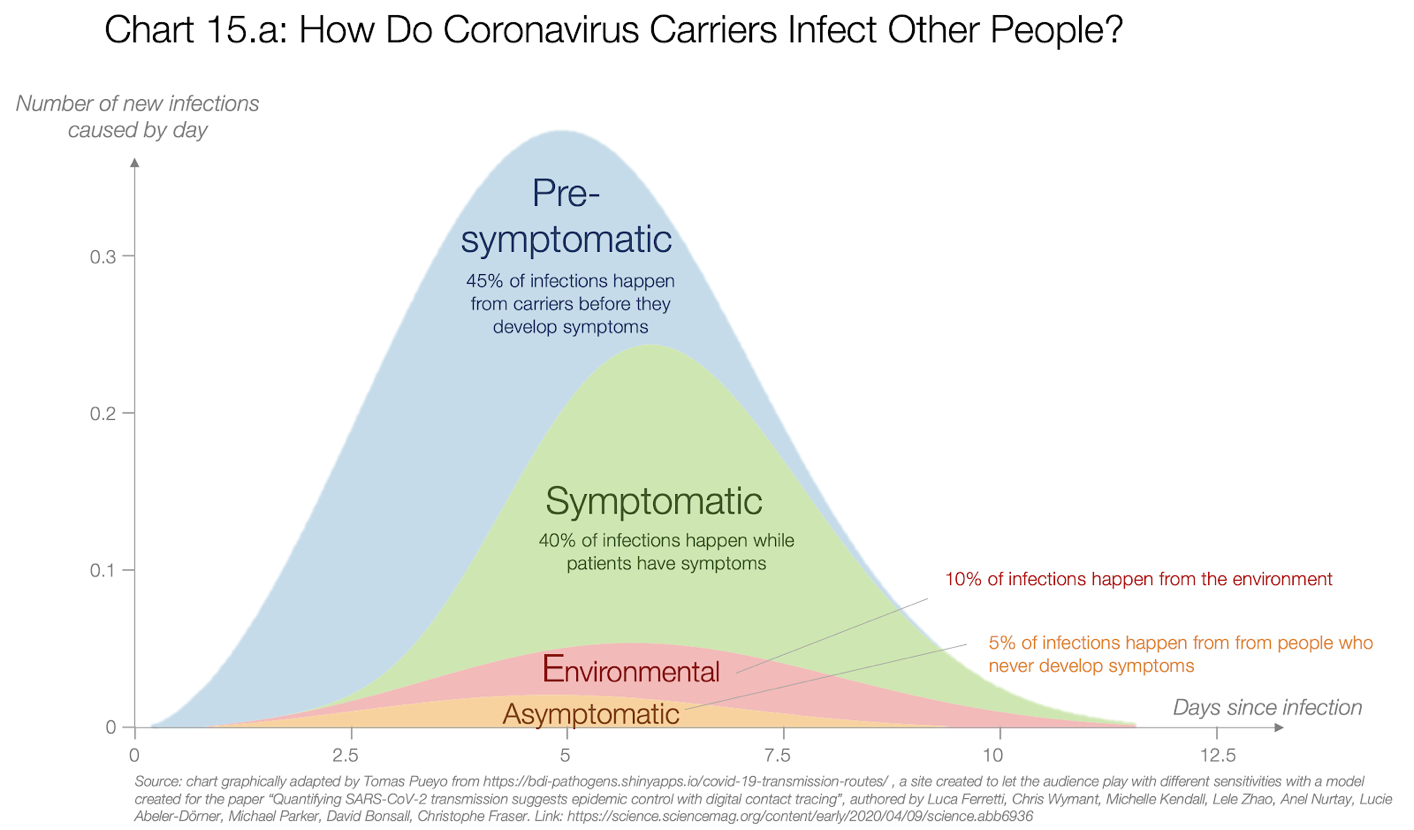 Chart 15.a: How Do Coronavirus Carriers Infect Other People?
Number of new infections
caused by day
0.3
0.2
0.1
0
Pre-
symptomatic
45% of infections happen
from carriers before they
develop symptoms
Symptomatic
40% of infections happen while
patients have symptoms
10% of infections happen from the environment
5% of infections happen from from people who
never develop symptoms
Environmental
Asymptomatic
Days since infection
0
2.5
5
7.5
10
12.5
Source: chart graphically adapted by Tomas Pueyo from https://bdi-pathogens.shinyapps.io/covid-19-transmission-routes/ , a site created to let the audience play with different sensitivities with a model
created for the paper “Quantifying SARS-CoV-2 transmission suggests epidemic control with digital contact tracing”, authored by Luca Ferretti, Chris Wymant, Michelle Kendall, Lele Zhao, Anel Nurtay, Lucie
Abeler-Dörner, Michael Parker, David Bonsall, Christophe Fraser. Link: https://science.sciencemag.org/content/early/2020/04/09/science.abb6936